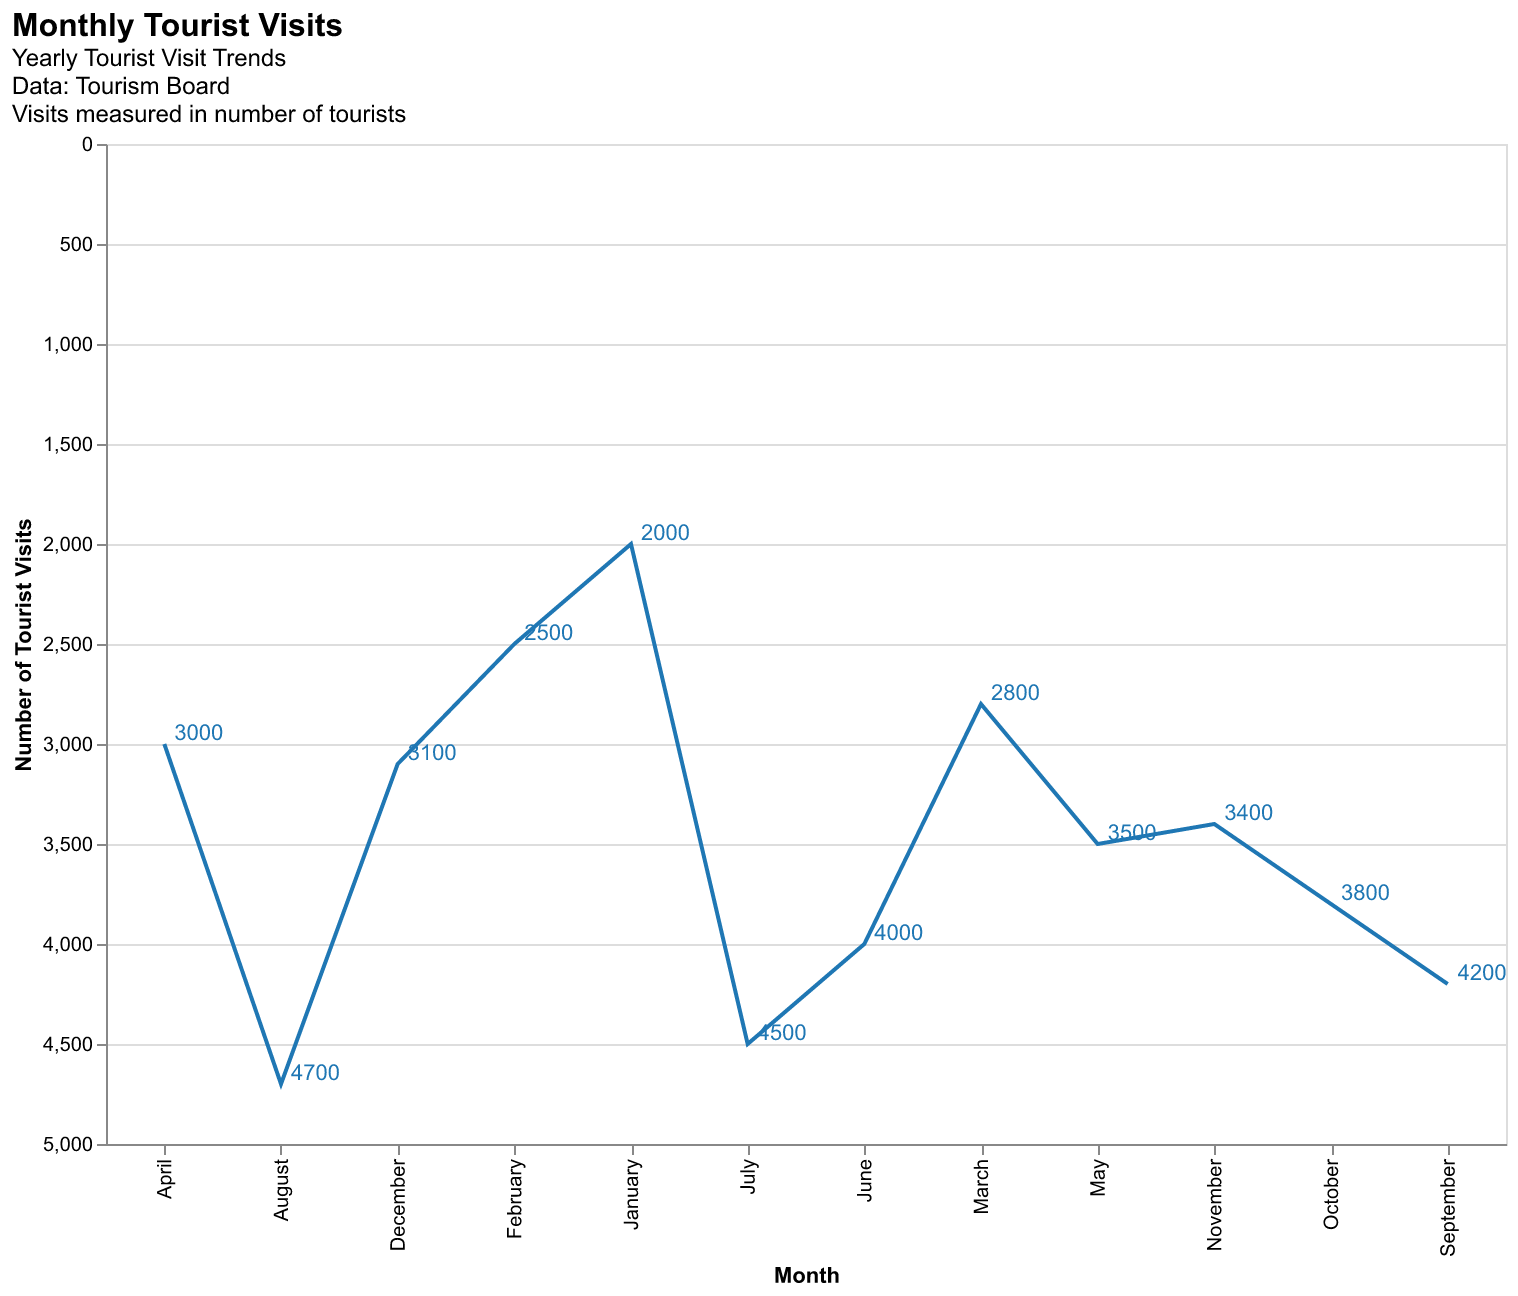 Monthly Tourist Visits
Yearly Tourist Visit Trends
Data: Tourism Board
Visits measured in number of tourists
0
500
1,000
1,500
2,000
2,500
3,000
3,500
4,000
4,500
5,000
Number of Tourist Visits
3000
4700
3100
2500
2000
4500
4000
2800
3500
3400
3800
4200
April
August
December
February
January
July
June
March
May
November
October
September
Month